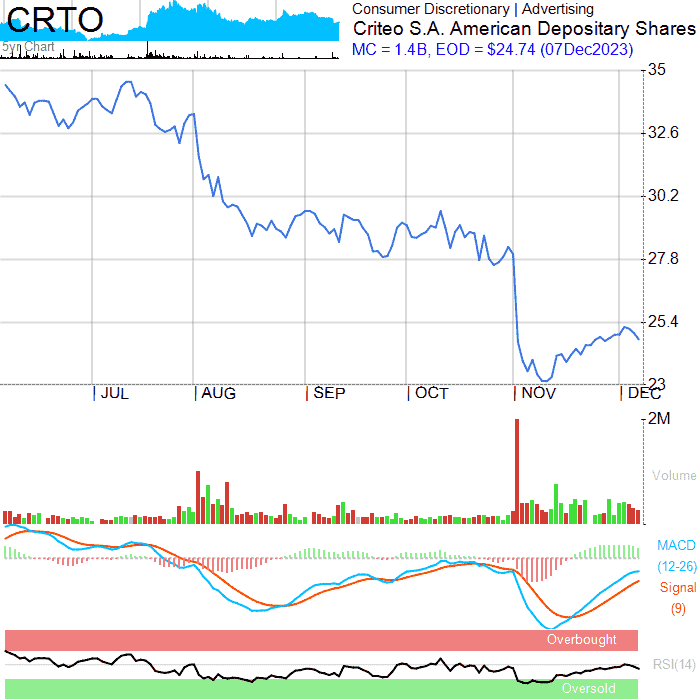 CRTO
5yr Chart
Consumer Discretionary | Advertising
Criteo S.A. American Depositary Shares
MC = 1.4B, EOD = $24.74 (07Dec2023)
35
32.6
30.2
27.8
25.4
23
JUL AUG SEP OCT NOV DEC
2M
Volume
MACD
(12-26)
Signal
(9)
Overbought
RSI(14)
Oversold